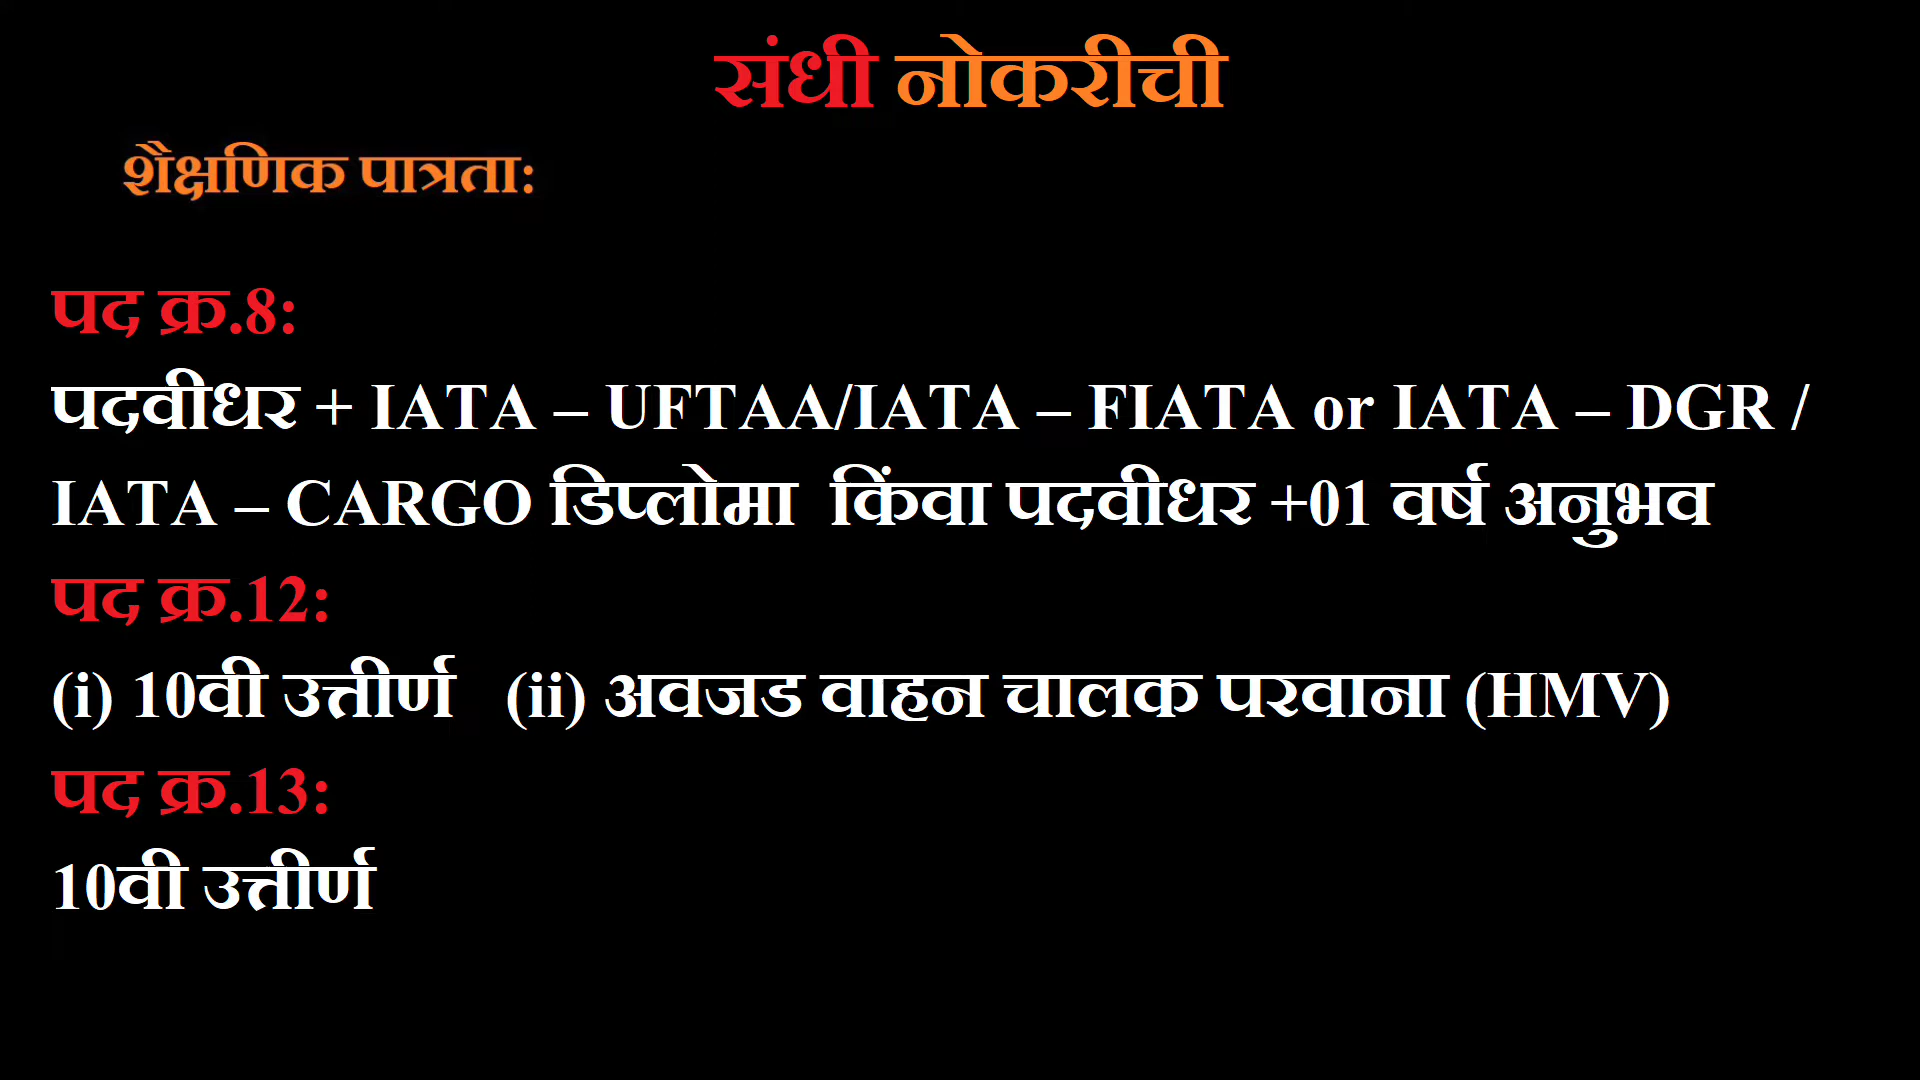 संधी नोकरीची
शैक्षणिक पात्रता:
पद क्र.8:
पदवीधर + IATA – UFTAA/IATA – FIATA or IATA – DGR /
IATA – CARGO डिप्लोमा किंवा पदवीधर +01 वर्ष अनुभव
पद क्र.12:
(i) 10वी उत्तीर्ण (ii) अवजड वाहन चालक परवाना (HMV)
पद क्र.13:
10वी उत्तीर्ण